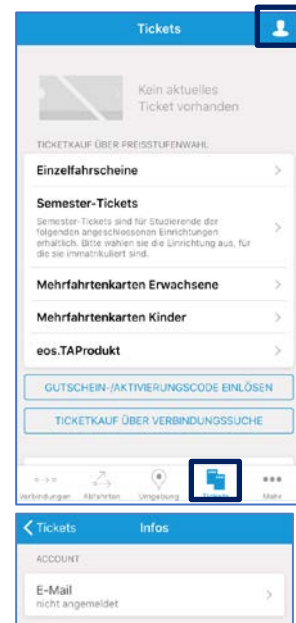 Tickets
Kein aktuelles
Ticket vorhanden
TICKETKAUF ÜBER PREISSTUFENWAHL
Einzelfahrscheine
Semester-Tickets
Semester-Tickets sind für Studierende der
folgenden angeschlossenen Einrichtungen
erhältlich. Bitte wählen sie die Einrichtung aus, für
die sie immatrikuliert sind.
Mehrfahrtenkarten Erwachsene
Mehrfahrtenkarten Kinder
eos.TAProdukt
GUTSCHEIN-/AKTIVIERUNGSCODE EINLÖSEN
TICKETKAUF ÜBER VERBINDUNGSSUCHE
Verbindungen Abfahrten Umgebung Tickets Mehr
Tickets Infos
ACCOUNT
E-Mail
nicht angemeldet